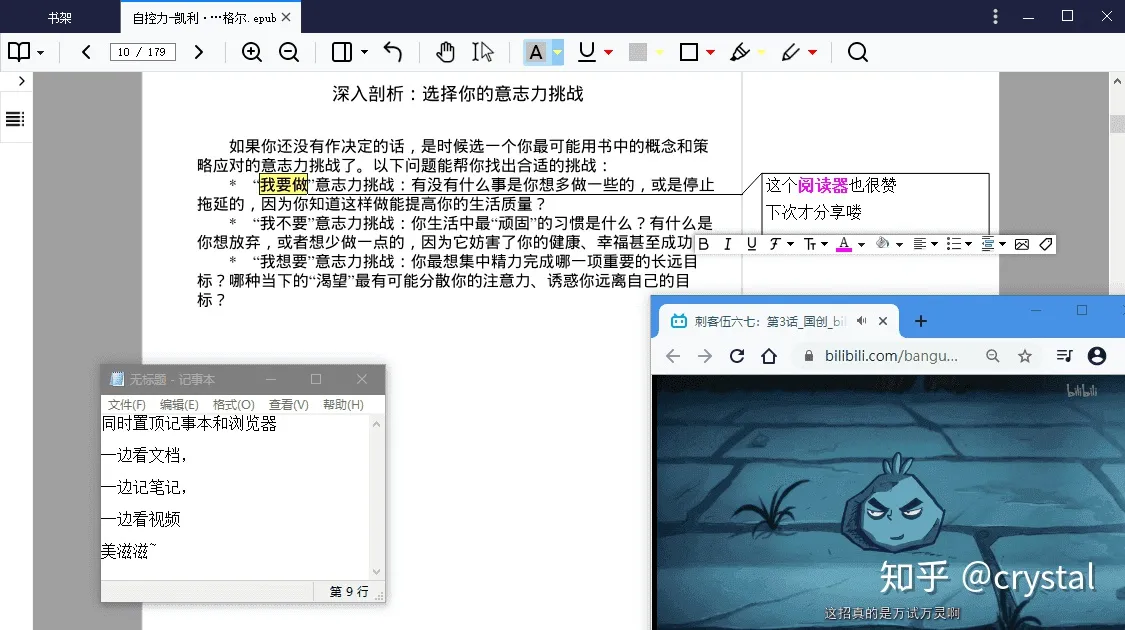 书架
自控力-凯利·…格尔.epub
10 / 179
深入剖析：选择你的意志力挑战
如果你还没有作决定的话，是时候选一个你最可能用书中的概念和策
略应对的意志力挑战了。以下问题能帮你找出合适的挑战：
* “我要做”意志力挑战：有没有什么事是你想多做一些的，或是停止
拖延的，因为你知道这样做能提高你的生活质量？
* “我不要”意志力挑战：你生活中最“顽固”的习惯是什么？有什么是
你想放弃，或者想少做一点的，因为它妨害了你的健康、幸福甚至成功
* “我想要”意志力挑战：你最想集中精力完成哪一项重要的长远目
标？哪种当下的“渴望”最有可能分散你的注意力、诱惑你远离自己的目
标？
这个阅读器也很赞
下次才分享喽
无标题 - 记事本
文件(F) 编辑(E) 格式(O) 查看(V) 帮助(H)
同时置顶记事本和浏览器
一边看文档，
一边记笔记，
一边看视频
美滋滋~
第 9 行
刺客伍六七：第3话_国创_bil
bilibili.com/bangu...
bilibili
知乎 @crystal
这招真的是万试万灵啊